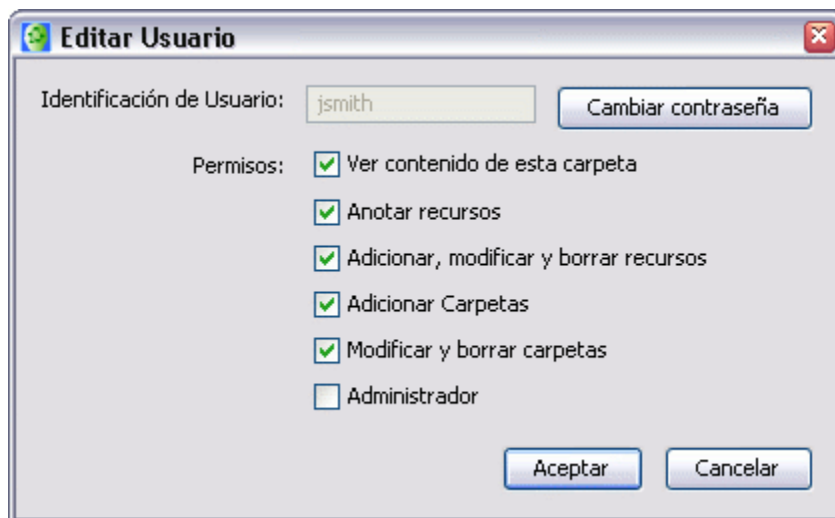 Editar Usuario
Identificación de Usuario: jsmith Cambiar contraseña
Permisos: Ver contenido de esta carpeta
Anotar recursos
Adicionar, modificar y borrar recursos
Adicionar Carpetas
Modificar y borrar carpetas
Administrador
Aceptar Cancelar